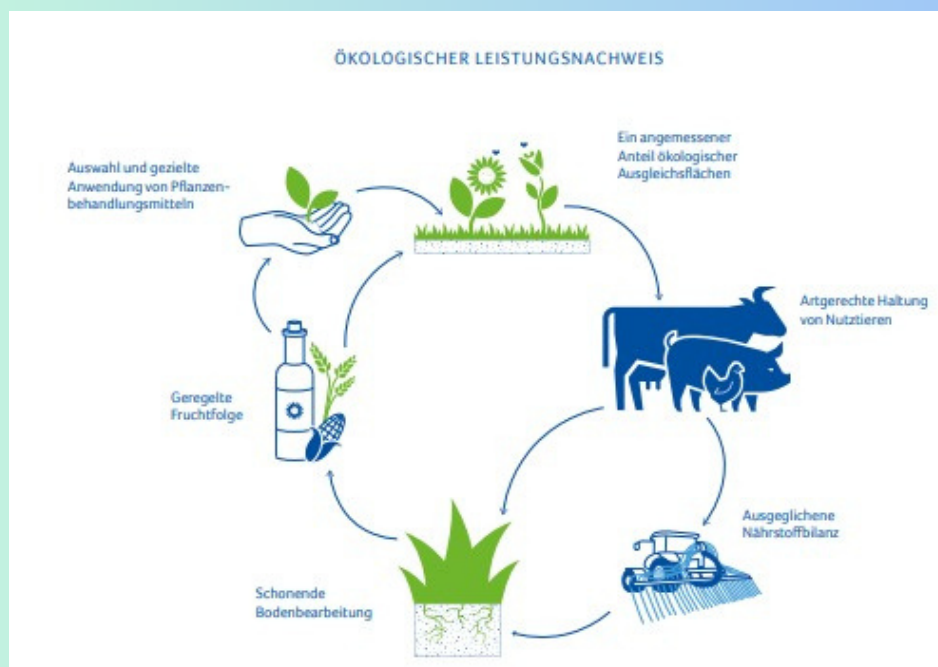 ÖKOLOGISCHER LEISTUNGSNACHWEIS
Auswahl und gezielte
Anwendung von Pflanzen-
behandlungsmitteln
Ein angemessener
Anteil ökologischer
Ausgleichsflächen
Artgerechte Haltung
von Nutztieren
Geregelte
Fruchtfolge
Ausgeglichene
Nährstoffbilanz
Schonende
Bodenbearbeitung